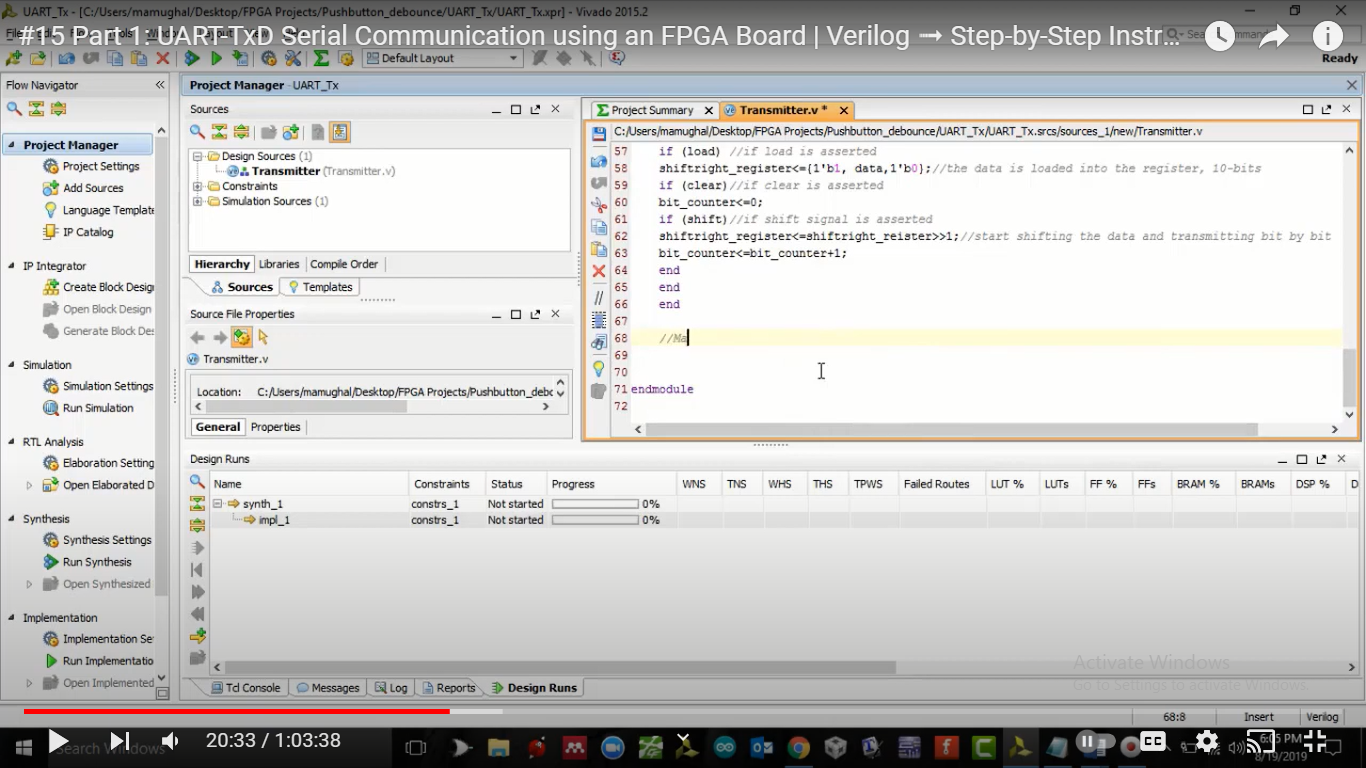 UART_Tx - [C:/Users/mamughal/Desktop/FPGA Projects/Pushbutton_debounce/UART_Tx/UART_Tx.xpr] - Vivado 2015.2
#15 Part 1: UART-TxD Serial Communication using an FPGA Board | Verilog → Step-by-Step Instr...
Default Layout
Ready
Flow Navigator
Project Manager - UART_Tx
Project Manager
Project Settings
Add Sources
Language Template
IP Catalog
IP Integrator
Create Block Design
Open Block Design
Generate Block Des
Simulation
Simulation Settings
Run Simulation
RTL Analysis
Elaboration Setting
Open Elaborated D
Synthesis
Synthesis Settings
Run Synthesis
Open Synthesized
Implementation
Implementation Se
Run Implementatio
Open Implemented
Sources
Design Sources (1)
Transmitter (Transmitter.v)
Constraints
Simulation Sources (1)
Hierarchy Libraries Compile Order
Sources Templates
Source File Properties
Transmitter.v
Location: C:/Users/mamughal/Desktop/FPGA Projects/Pushbutton_debo
General Properties
Project Summary Transmitter.v *
C:/Users/mamughal/Desktop/FPGA Projects/Pushbutton_debounce/UART_Tx/UART_Tx.srcs/sources_1/new/Transmitter.v
57 if (load) //if load is asserted
58 shiftright_register<={1'b1, data,1'b0};//the data is loaded into the register, 10-bits
59 if (clear)//if clear is asserted
60 bit_counter<=0;
61 if (shift)//if shift signal is asserted
62 shiftright_register<=shiftright_reister>>1;//start shifting the data and transmitting bit by bit
63 bit_counter<=bit_counter+1;
64 end
65 end
66 end
67
68 //Ma
69
70
71 endmodule
72
Design Runs
Name Constraints Status Progress WNS TNS WHS THS TPWS Failed Routes LUT % LUTs FF % FFs BRAM % BRAMs DSP % D
synth_1 constrs_1 Not started 0%
impl_1 constrs_1 Not started 0%
Activate Windows
Go to Settings to activate Windows.
Tcl Console Messages Log Reports Design Runs
68:8 Insert Verilog
Search Windows
20:33 / 1:03:38
CC
6:05 PM
8/19/2019